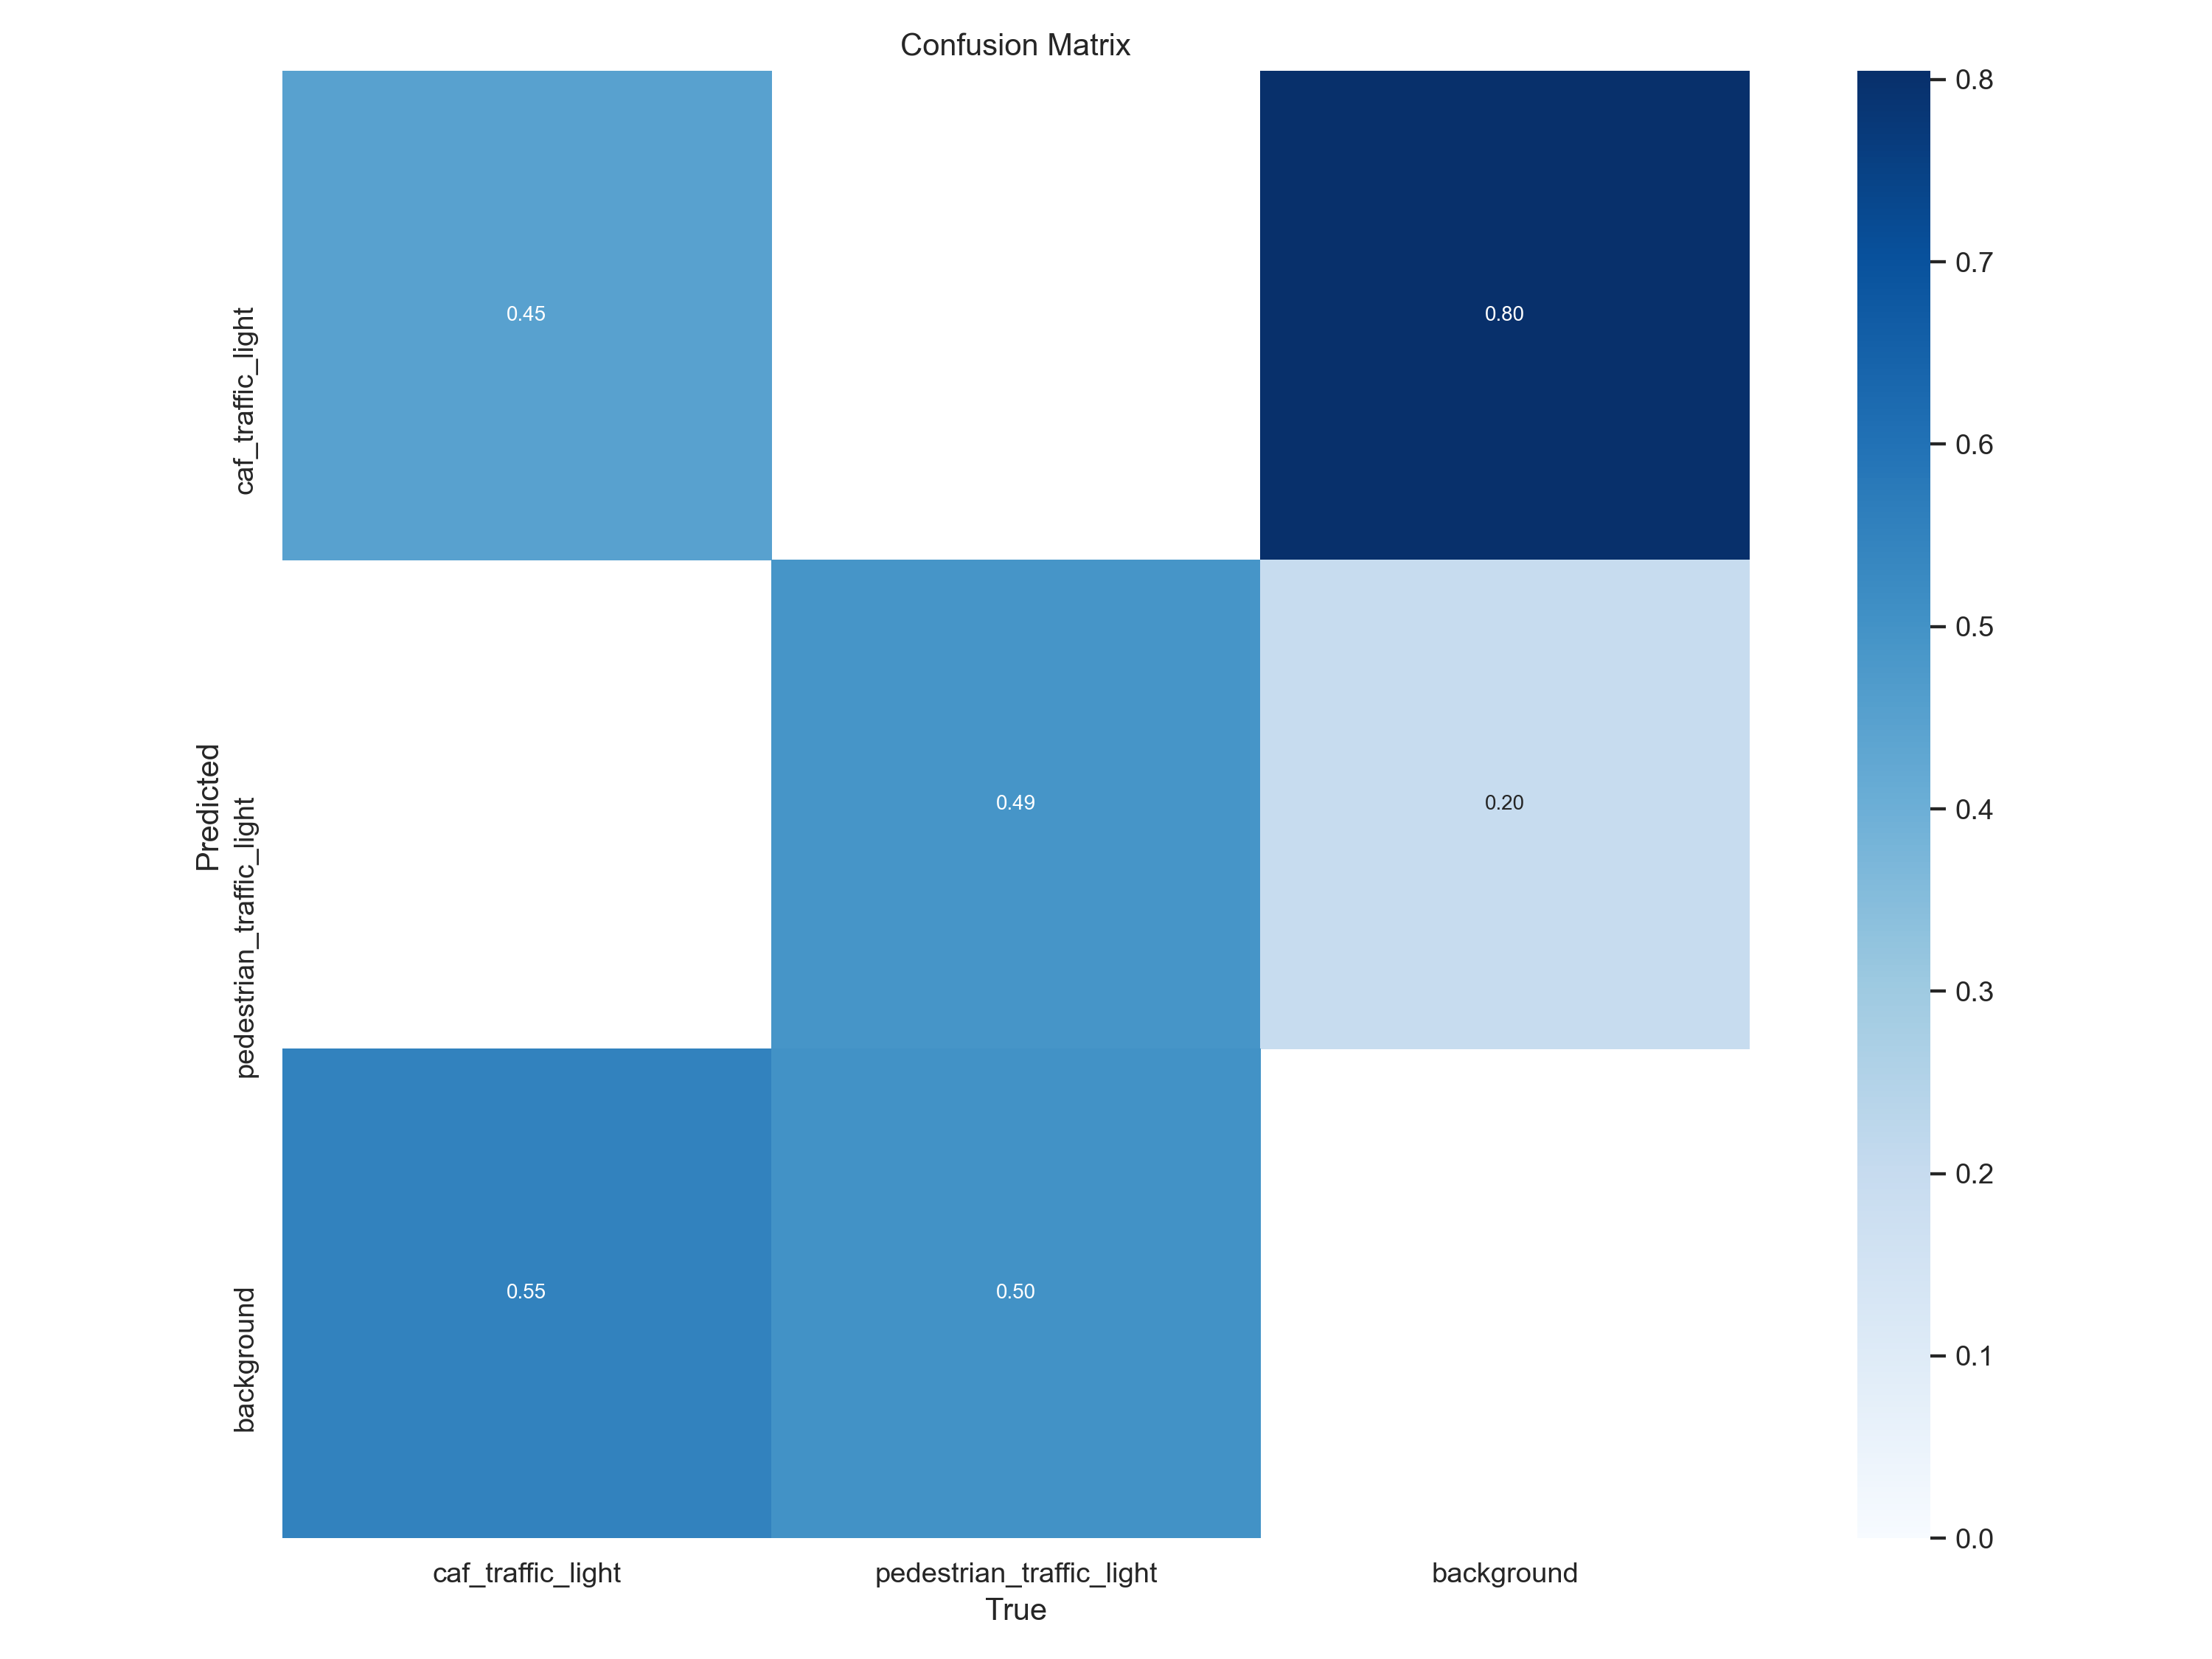 Confusion Matrix
Predicted
caf_traffic_light
pedestrian_traffic_light
background
0.45
0.80
0.49
0.20
0.55
0.50
caf_traffic_light
pedestrian_traffic_light
background
True
0.8
0.7
0.6
0.5
0.4
0.3
0.2
0.1
0.0